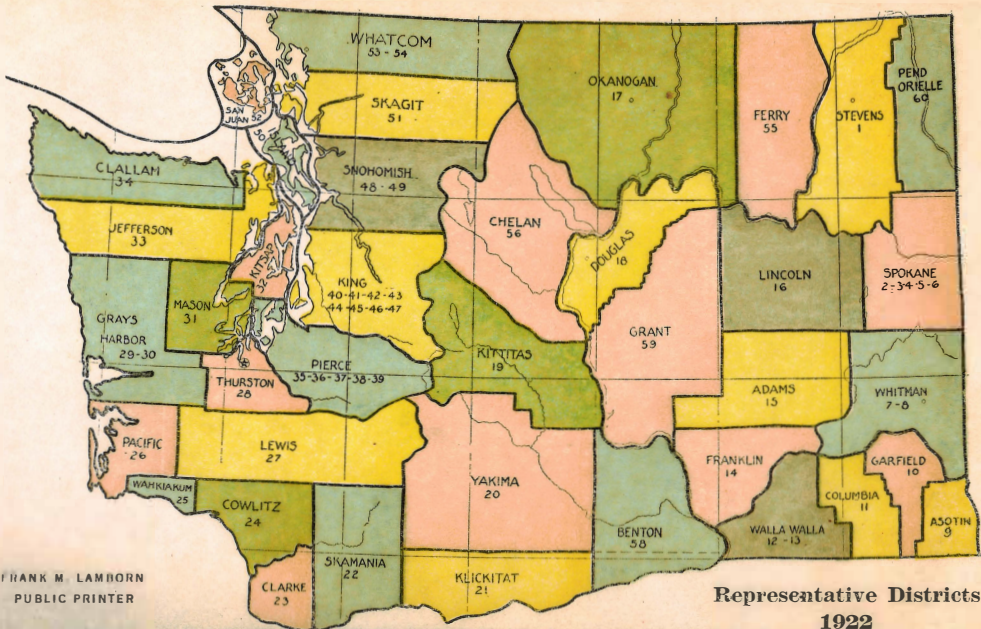 WHATCOM
53-54
SAN
JUAN 52
SKAGIT
51
OKANOGAN
17
FERRY
55
STEVENS
1
PEND
ORIELLE
60
CLALLAM
34
50
SNOHOMISH
48-49
JEFFERSON
33
CHELAN
56
DOUGLAS
18
KITSAP
32
KING
40-41-42-43
44-45-46-47
LINCOLN
16
SPOKANE
2-3-4-5-6
MASON
31
GRAYS
HARBOR
29-30
GRANT
59
KITTITAS
19
PIERCE
35-36-37-38-39
THURSTON
28
ADAMS
15
WHITMAN
7-8
PACIFIC
26
LEWIS
27
YAKIMA
20
FRANKLIN
14
GARFIELD
10
WAHKIAKUM
25
COWLITZ
24
COLUMBIA
11
ASOTIN
9
BENTON
58
WALLA WALLA
12-13
SKAMANIA
22
CLARKE
23
KLICKITAT
21
FRANK M. LAMBORN
PUBLIC PRINTER
Representative Districts
1922